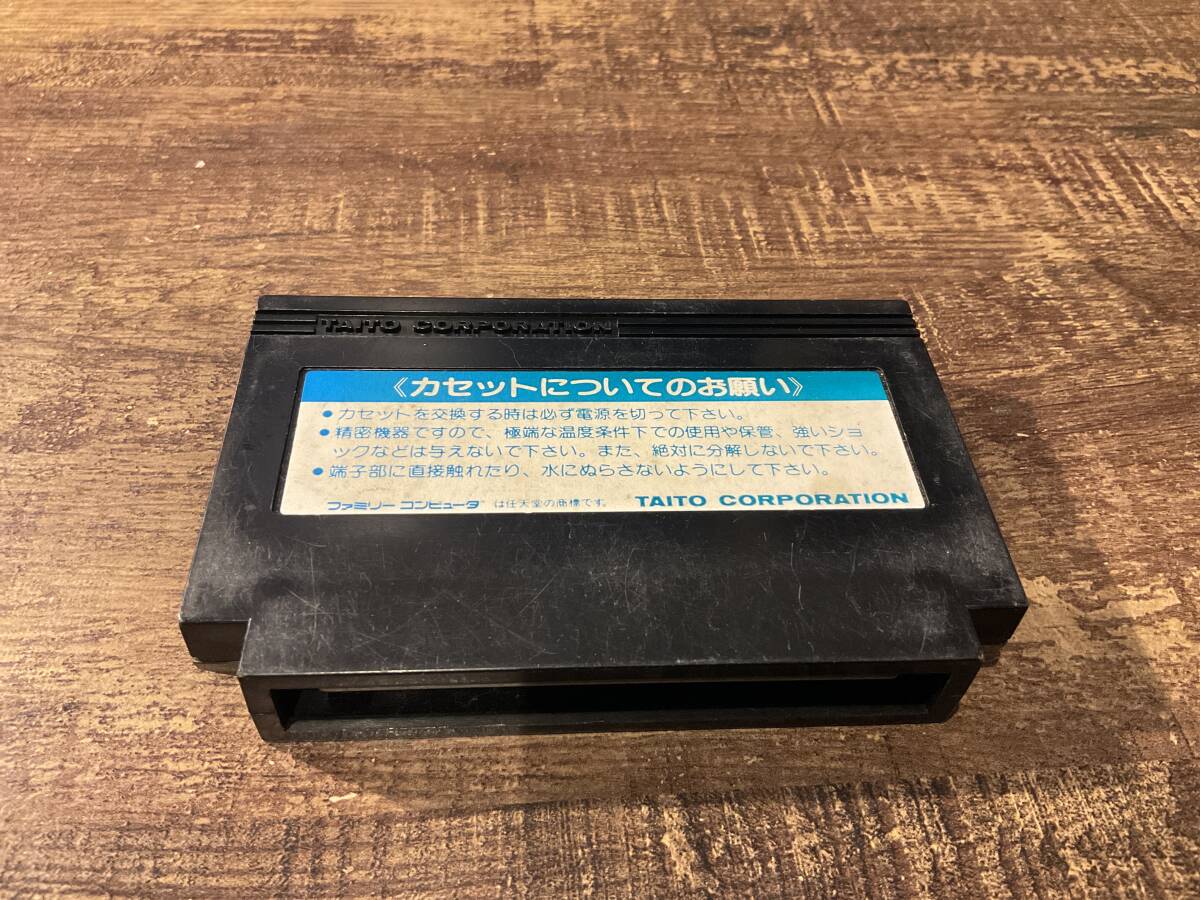 TAITO CORPORATION
《カセットについてのお願い》
●カセットを交換する時は必ず電源を切って下さい。
●精密機器ですので、極端な温度条件下での使用や保管、強いショ
ックなどは与えないで下さい。また、絶対に分解しないで下さい。
●端子部に直接触れたり、水にぬらさないようにして下さい。
ファミリーコンピュータ™は任天堂の商標です。 TAITO CORPORATION